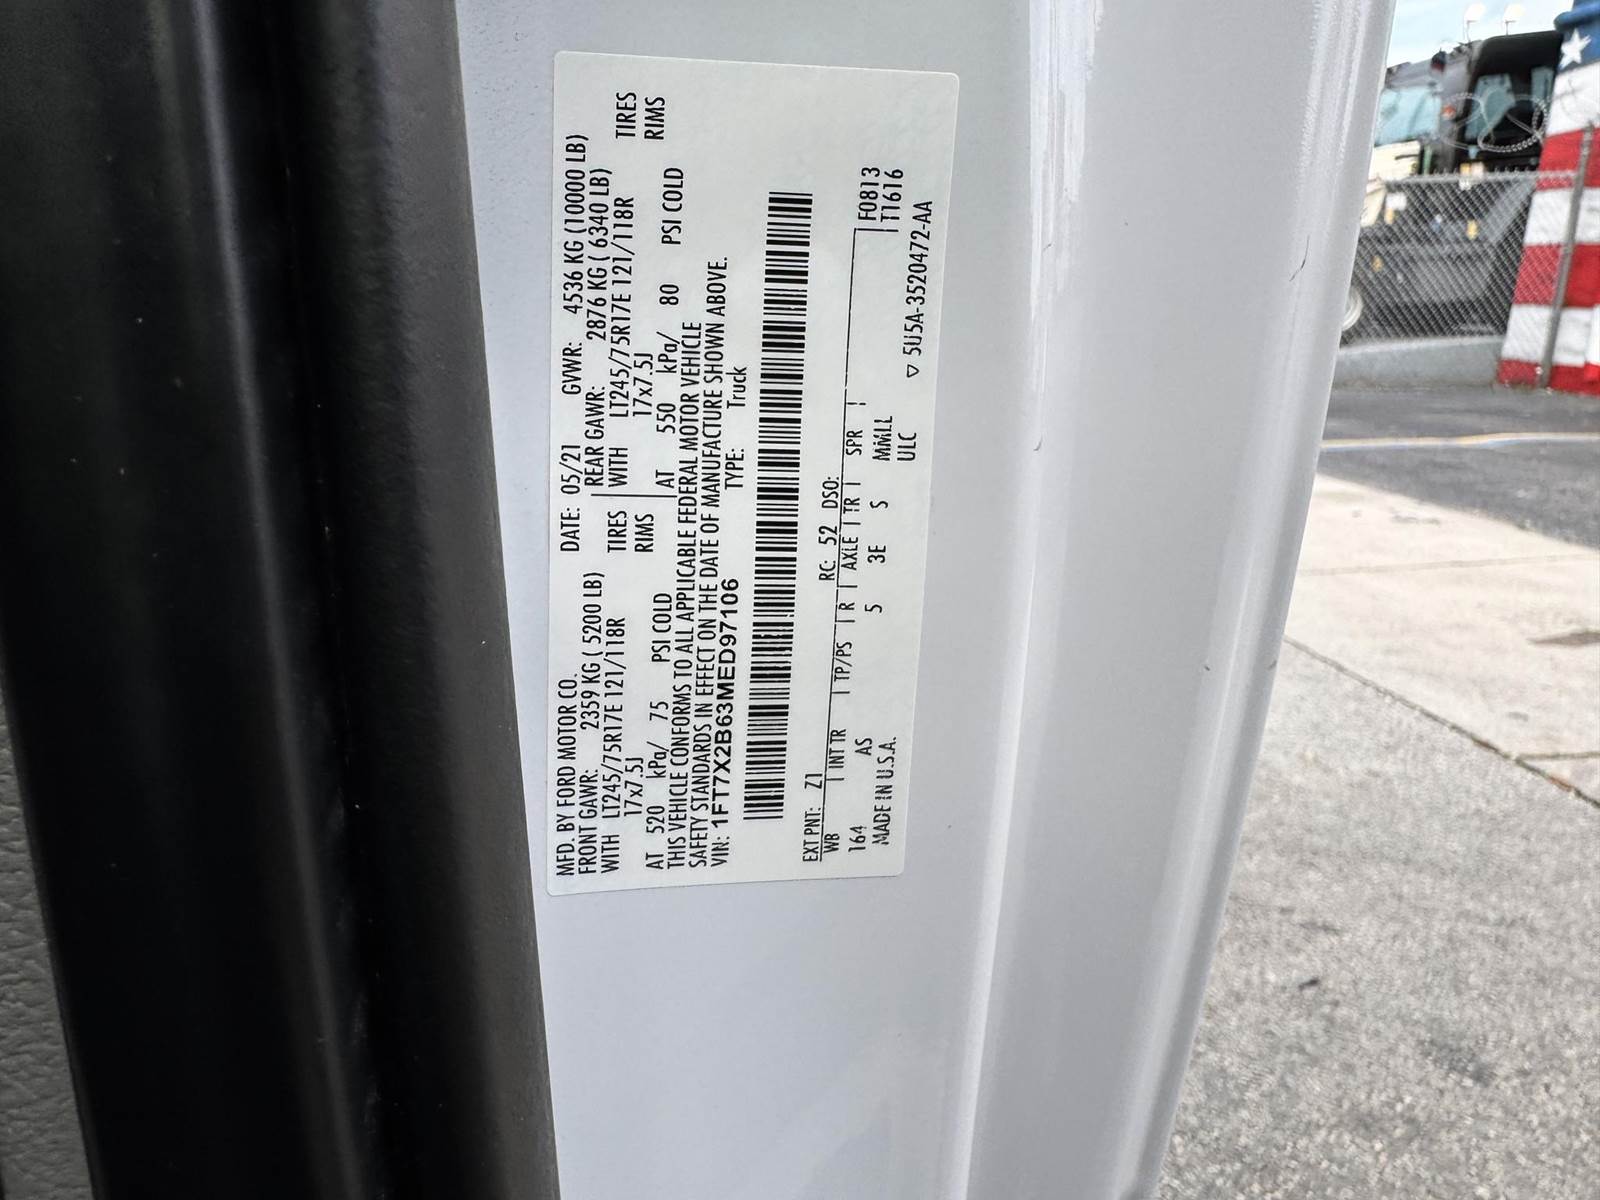 MFD. BY FORD MOTOR CO.
DATE: 05/21 GVWR: 4536 KG (10000 LB)
FRONT GAWR: 2359 KG ( 5200 LB)
REAR GAWR: 2876 KG ( 6340 LB)
WITH LT245/75R17E 121/118R TIRES
WITH LT245/75R17E 121/118R TIRES
17x7.5J RIMS
17x7.5J RIMS
AT 520 kPa/ 75 PSI COLD
AT 550 kPa/ 80 PSI COLD
THIS VEHICLE CONFORMS TO ALL APPLICABLE FEDERAL MOTOR VEHICLE
SAFETY STANDARDS IN EFFECT ON THE DATE OF MANUFACTURE SHOWN ABOVE.
VIN: 1FT7X2B63MED97106 TYPE: Truck
EXT PNT: Z1 RC: 52 DSO:
WB INT TR TP/PS R AXLE TR SPR F0813
164 AS 5 3E S MMLL T1616
MADE IN U.S.A. ULC
5U5A-3520472-AA